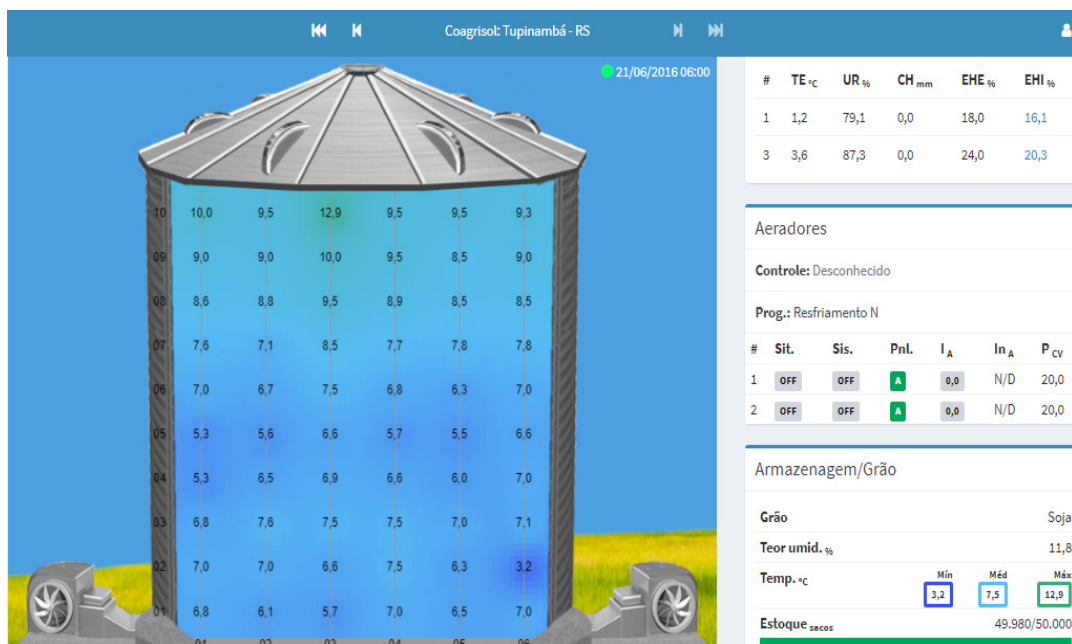 Coagrisol: Tupinambá - RS
21/06/2016 06:00
10 10,0 9,5 12,9 9,5 9,5 9,3
09 9,0 9,0 10,0 9,5 8,5 9,0
08 8,6 8,8 9,5 8,9 8,5 8,5
07 7,6 7,1 8,5 7,7 7,8 7,8
06 7,0 6,7 7,5 6,8 6,3 7,0
05 5,3 5,6 6,6 5,7 5,5 6,6
04 5,3 6,5 6,9 6,6 6,0 7,0
03 6,8 7,6 7,5 7,5 7,0 7,1
02 7,0 7,0 6,6 7,5 6,3 3,2
01 6,8 6,1 5,7 7,0 6,5 7,0
01 02 03 04 05 06
# TE °C UR % CH mm EHE % EHI %
1 1,2 79,1 0,0 18,0 16,1
3 3,6 87,3 0,0 24,0 20,3
Aeradores
Controle: Desconhecido
Prog.: Resfriamento N
# Sit. Sis. Pnl. I A In A P CV
1 OFF OFF A 0,0 N/D 20,0
2 OFF OFF A 0,0 N/D 20,0
Armazenagem/Grão
Grão Soja
Teor umid. % 11,8
Temp. °C Mín Méd Máx
3,2 7,5 12,9
Estoque sacos 49.980/50.000